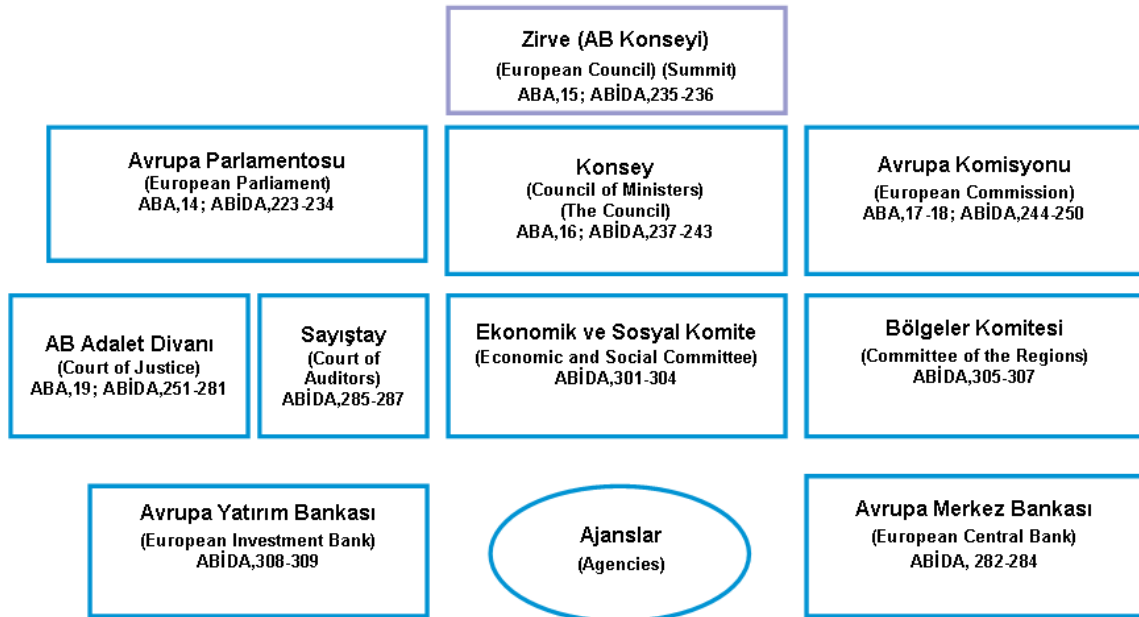 Zirve (AB Konseyi)
(European Council) (Summit)
ABA,15; ABİDA,235-236
Avrupa Parlamentosu
(European Parliament)
ABA,14; ABİDA,223-234
Konsey
(Council of Ministers)
(The Council)
ABA,16; ABİDA,237-243
Avrupa Komisyonu
(European Commission)
ABA,17-18; ABİDA,244-250
AB Adalet Divanı
(Court of Justice)
ABA,19; ABİDA,251-281
Sayıştay
(Court of
Auditors)
ABİDA,285-287
Ekonomik ve Sosyal Komite
(Economic and Social Committee)
ABİDA,301-304
Bölgeler Komitesi
(Committee of the Regions)
ABİDA,305-307
Avrupa Yatırım Bankası
(European Investment Bank)
ABİDA,308-309
Ajanslar
(Agencies)
Avrupa Merkez Bankası
(European Central Bank)
ABİDA, 282-284